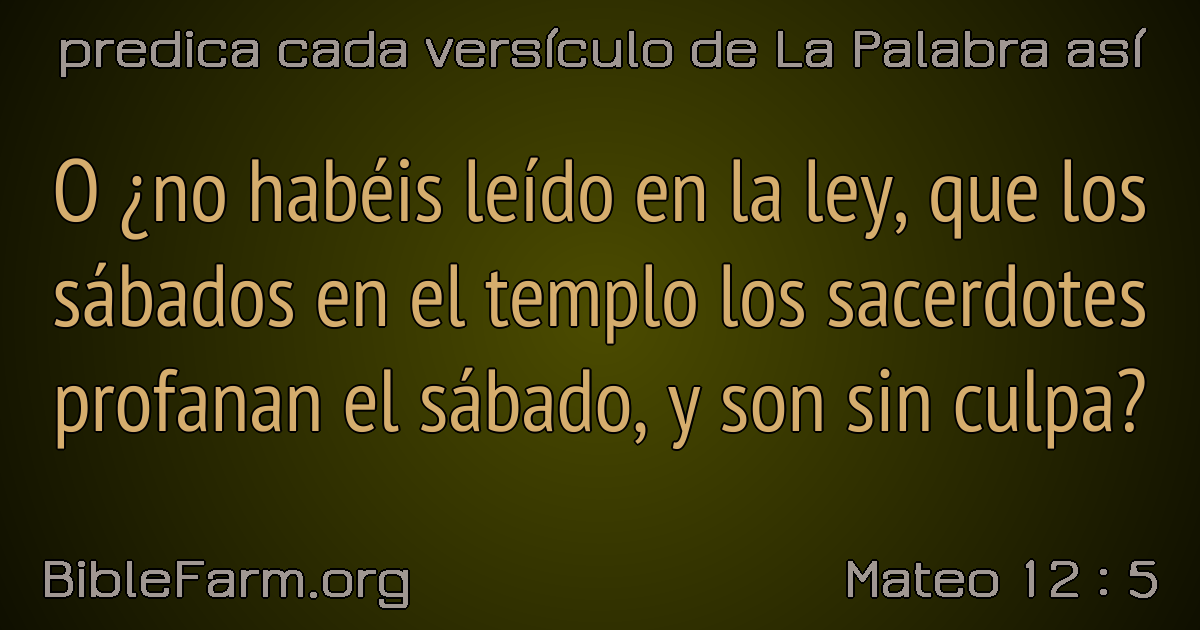 predica cada versículo de La Palabra así
O ¿no habéis leído en la ley, que los
sábados en el templo los sacerdotes
profanan el sábado, y son sin culpa?
BibleFarm.org
Mateo 12 : 5